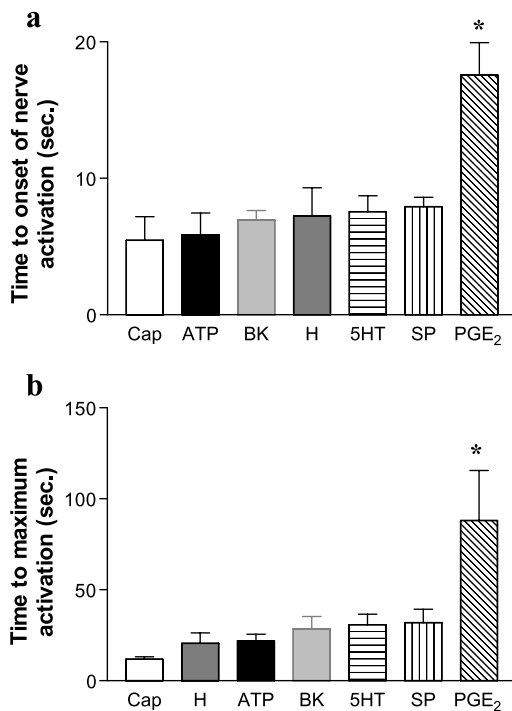 a
Time to onset of nerve
activation (sec.)
20
10
0
*
Cap ATP BK H 5HT SP PGE₂
b
Time to maximum
activation (sec.)
150
100
50
0
*
Cap H ATP BK 5HT SP PGE₂